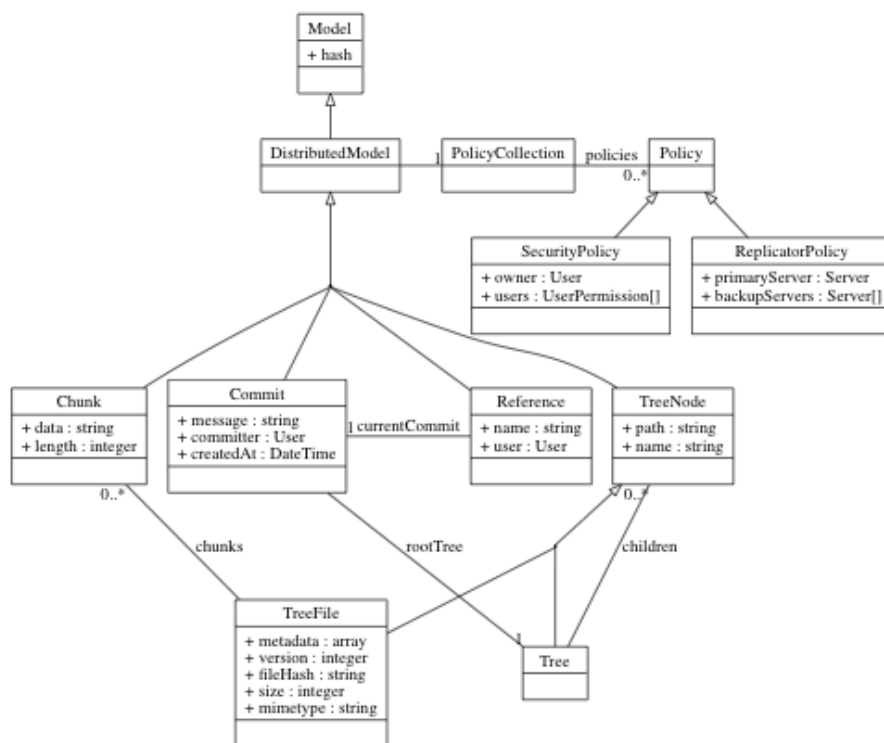 Model
+ hash
DistributedModel
1
PolicyCollection
policies
0..*
Policy
SecurityPolicy
+ owner : User
+ users : UserPermission[]
ReplicatorPolicy
+ primaryServer : Server
+ backupServers : Server[]
Chunk
+ data : string
+ length : integer
0..*
Commit
+ message : string
+ committer : User
+ createdAt : DateTime
1
currentCommit
Reference
+ name : string
+ user : User
TreeNode
+ path : string
+ name : string
0..*
chunks
rootTree
children
TreeFile
+ metadata : array
+ version : integer
+ fileHash : string
+ size : integer
+ mimetype : string
1
Tree